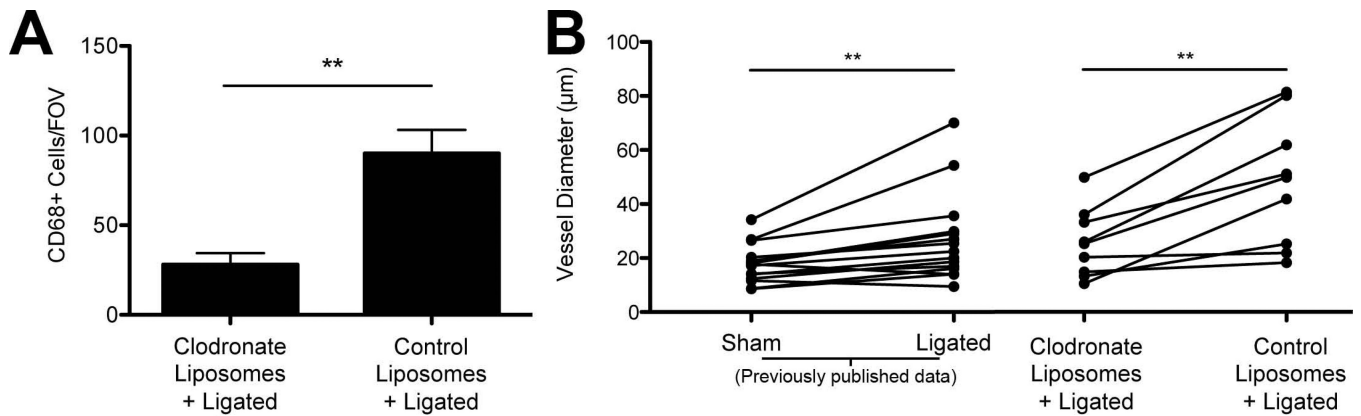 A
150
100
50
0
CD68+ Cells/FOV
**
Clodronate
Liposomes
+ Ligated
Control
Liposomes
+ Ligated
B
100
80
60
40
20
0
Vessel Diameter (µm)
**
**
Sham
Ligated
(Previously published data)
Clodronate
Liposomes
+ Ligated
Control
Liposomes
+ Ligated